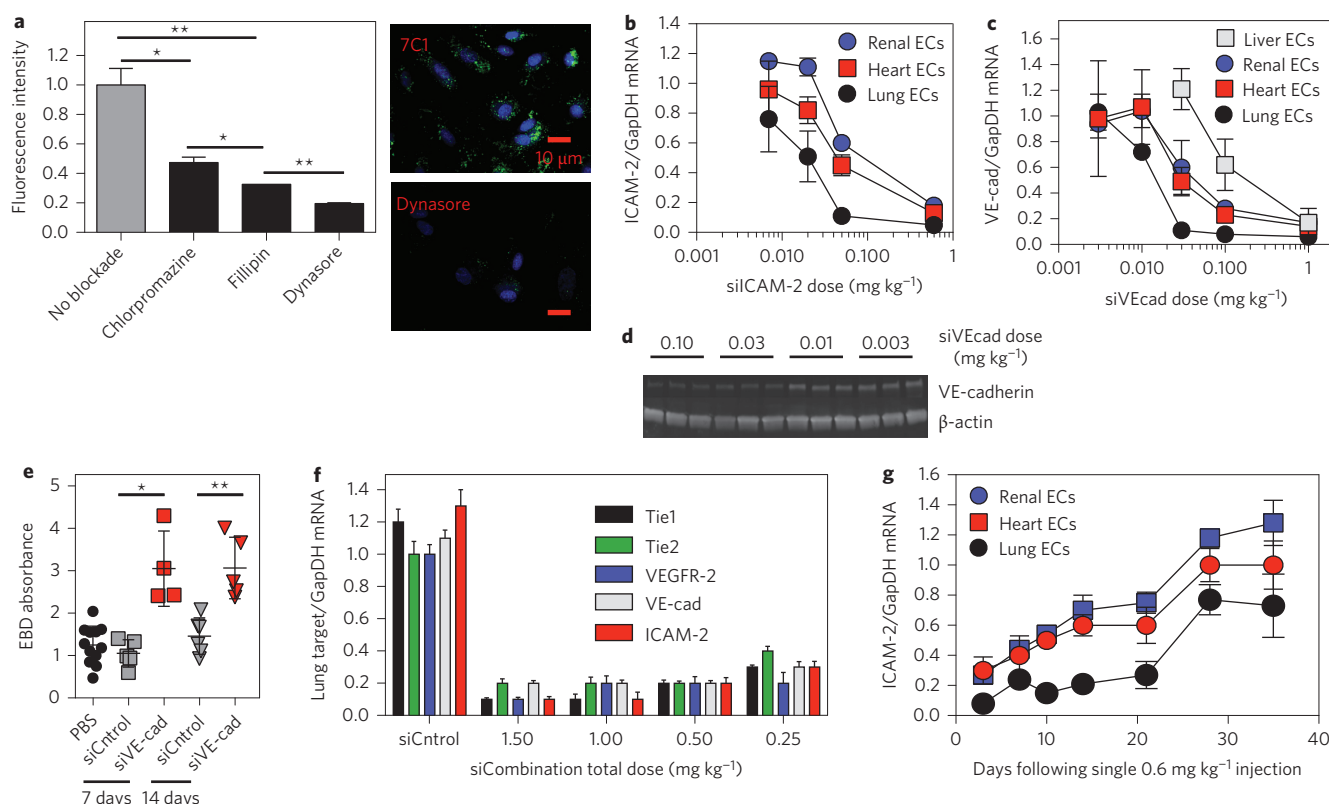 a
Fluorescence intensity
1.2
1.0
0.8
0.6
0.4
0.2
0.0
**
*
*
**
No blockade
Chlorpromazine
Fillipin
Dynasore
7C1
10 µm
Dynasore
b
ICAM-2/GapDH mRNA
1.4
1.2
1.0
0.8
0.6
0.4
0.2
0.0
Renal ECs
Heart ECs
Lung ECs
0.001
0.010
0.100
1
siICAM-2 dose (mg kg⁻¹)
c
VE-cad/GapDH mRNA
1.6
1.4
1.2
1.0
0.8
0.6
0.4
0.2
0.0
Liver ECs
Renal ECs
Heart ECs
Lung ECs
0.001
0.010
0.100
1
siVEcad dose (mg kg⁻¹)
d
0.10 0.03 0.01 0.003
siVEcad dose
(mg kg⁻¹)
VE-cadherin
β-actin
e
EBD absorbance
5
4
3
2
1
0
*
**
PBS
siCntrol
siVE-cad
siCntrol
siVE-cad
7 days
14 days
f
Lung target/GapDH mRNA
1.4
1.2
1.0
0.8
0.6
0.4
0.2
0.0
Tie1
Tie2
VEGFR-2
VE-cad
ICAM-2
siCntrol
1.50
1.00
0.50
0.25
siCombination total dose (mg kg⁻¹)
g
ICAM-2/GapDH mRNA
1.6
1.4
1.2
1.0
0.8
0.6
0.4
0.2
0.0
Renal ECs
Heart ECs
Lung ECs
0
10
20
30
40
Days following single 0.6 mg kg⁻¹ injection